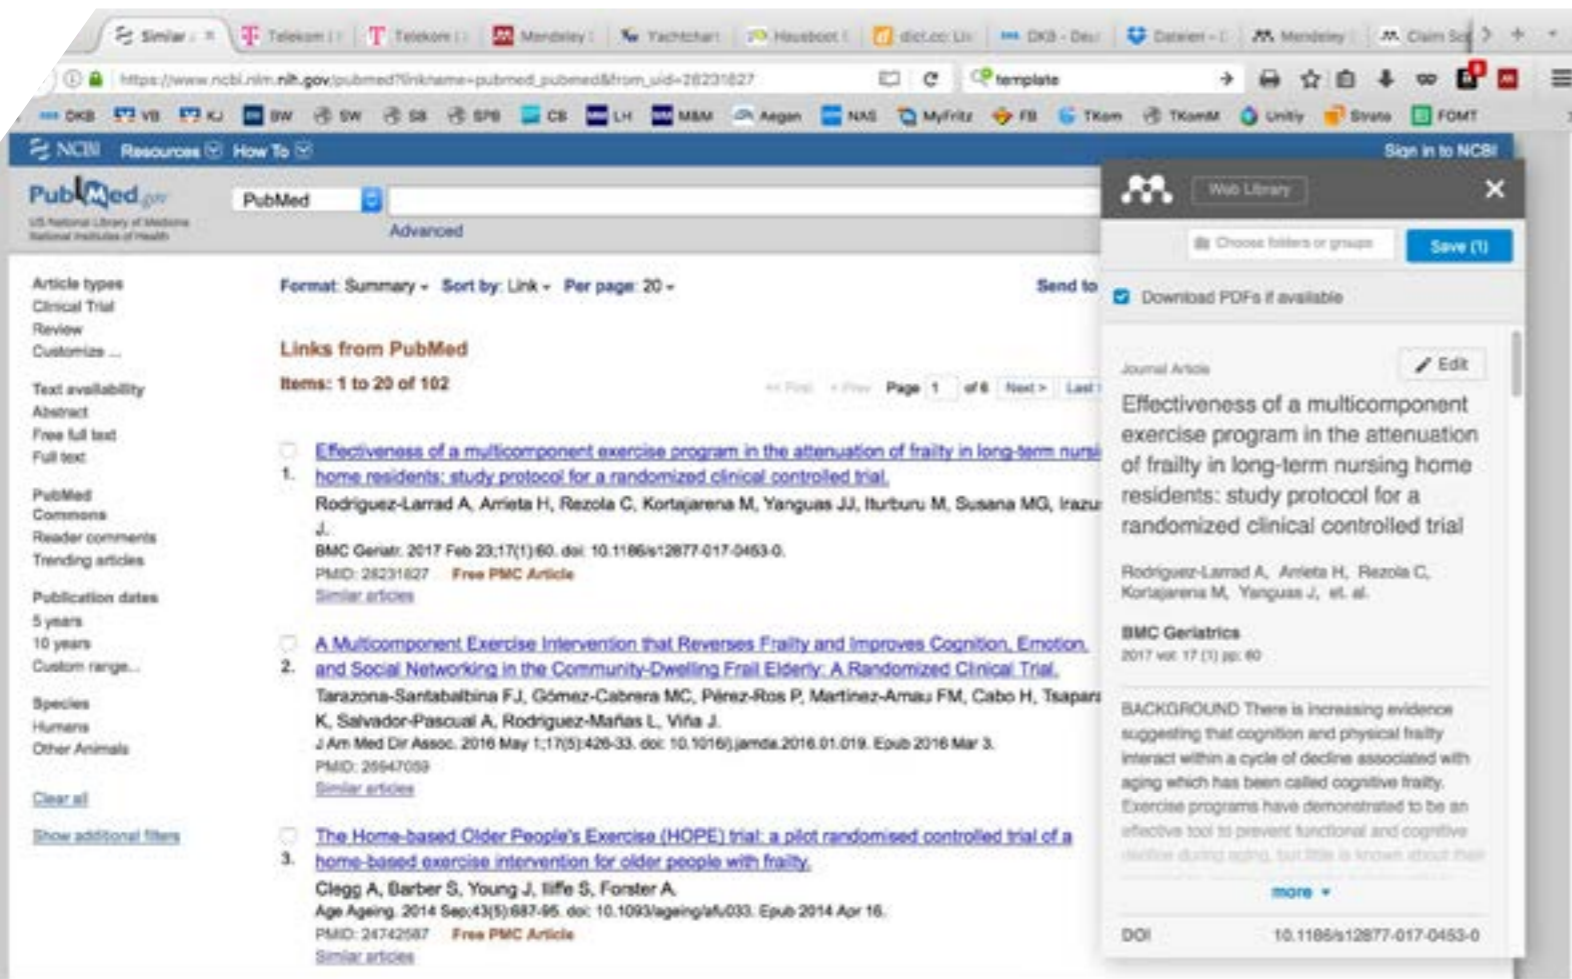 Similar
Telekom
Telekom
Mendeley
Yachtchart
Hausboot
dict.cc
DKB - Deu
Dateien -
Mendeley
Claim Sc
https://www.ncbi.nlm.nih.gov/pubmed?linkname=pubmed_pubmed&from_uid=28231827
template
DKB VB KJ BW SW SB SPB CB LH M&M Aegan NAS MyFritz FB TKom TKomM Unitiy Strato FOMT
NCBI Resources How To
Sign in to NCBI
PubMed.gov
US National Library of Medicine
National Institutes of Health
PubMed
Advanced
Article types
Clinical Trial
Review
Customize ...
Text availability
Abstract
Free full text
Full text
PubMed
Commons
Reader comments
Trending articles
Publication dates
5 years
10 years
Custom range...
Species
Humans
Other Animals
Clear all
Show additional filters
Format: Summary Sort by: Link Per page: 20
Send to
Links from PubMed
Items: 1 to 20 of 102
<< First < Prev Page 1 of 6 Next > Last
Effectiveness of a multicomponent exercise program in the attenuation of frailty in long-term nursi
1. home residents: study protocol for a randomized clinical controlled trial.
Rodriguez-Larrad A, Arrieta H, Rezola C, Kortajarena M, Yanguas JJ, Iturburu M, Susana MG, Irazus
J.
BMC Geriatr. 2017 Feb 23;17(1):60. doi: 10.1186/s12877-017-0453-0.
PMID: 28231827 Free PMC Article
Similar articles
A Multicomponent Exercise Intervention that Reverses Frailty and Improves Cognition, Emotion,
2. and Social Networking in the Community-Dwelling Frail Elderly: A Randomized Clinical Trial.
Tarazona-Santabalbina FJ, Gómez-Cabrera MC, Pérez-Ros P, Martínez-Arnau FM, Cabo H, Tsapara
K, Salvador-Pascual A, Rodriguez-Mañas L, Viña J.
J Am Med Dir Assoc. 2016 May 1;17(5):426-33. doi: 10.1016/j.jamda.2016.01.019. Epub 2016 Mar 3.
PMID: 26947059
Similar articles
The Home-based Older People's Exercise (HOPE) trial: a pilot randomised controlled trial of a
3. home-based exercise intervention for older people with frailty.
Clegg A, Barber S, Young J, Iliffe S, Forster A.
Age Ageing. 2014 Sep;43(5):687-95. doi: 10.1093/ageing/afu033. Epub 2014 Apr 16.
PMID: 24742587 Free PMC Article
Similar articles
Web Library
Choose folders or groups
Save (1)
Download PDFs if available
Journal Article
Edit
Effectiveness of a multicomponent
exercise program in the attenuation
of frailty in long-term nursing home
residents: study protocol for a
randomized clinical controlled trial
Rodriguez-Larrad A, Arrieta H, Rezola C,
Kortajarena M, Yanguas J, et. al.
BMC Geriatrics
2017 vol: 17 (1) pp: 60
BACKGROUND There is increasing evidence
suggesting that cognition and physical frailty
interact within a cycle of decline associated with
aging which has been called cognitive frailty.
Exercise programs have demonstrated to be an
effective tool to prevent functional and cognitive
decline during aging, but little is known about their
more
DOI 10.1186/s12877-017-0453-0